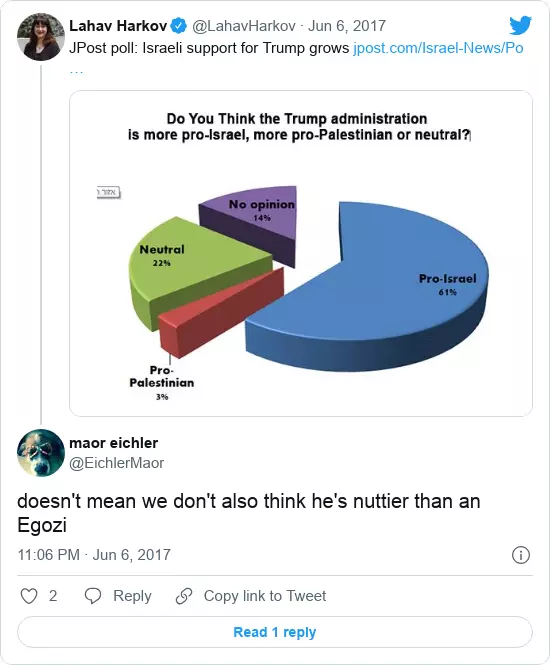 Lahav Harkov @LahavHarkov · Jun 6, 2017
JPost poll: Israeli support for Trump grows jpost.com/Israel-News/Po
…
Do You Think the Trump administration
is more pro-Israel, more pro-Palestinian or neutral?
No opinion
14%
Neutral
22%
Pro-Israel
61%
Pro-
Palestinian
3%
maor eichler
@EichlerMaor
doesn't mean we don't also think he's nuttier than an
Egozi
11:06 PM · Jun 6, 2017
2 Reply Copy link to Tweet
Read 1 reply